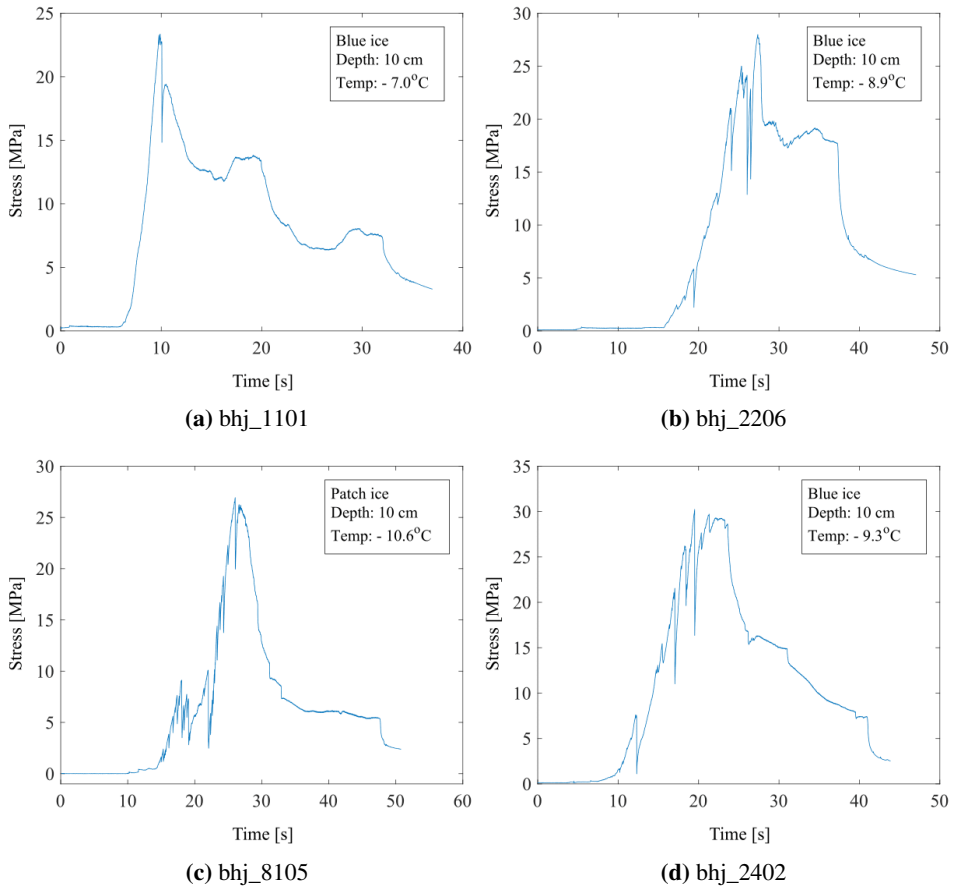 25
20
15
10
5
0
Stress [MPa]
Blue ice
Depth: 10 cm
Temp: - 7.0°C
0 10 20 30 40
Time [s]
(a) bhj_1101
30
25
20
15
10
5
0
Stress [MPa]
Blue ice
Depth: 10 cm
Temp: - 8.9°C
0 10 20 30 40 50
Time [s]
(b) bhj_2206
30
25
20
15
10
5
0
Stress [MPa]
Patch ice
Depth: 10 cm
Temp: - 10.6°C
0 10 20 30 40 50 60
Time [s]
(c) bhj_8105
35
30
25
20
15
10
5
0
Stress [MPa]
Blue ice
Depth: 10 cm
Temp: - 9.3°C
0 10 20 30 40 50
Time [s]
(d) bhj_2402